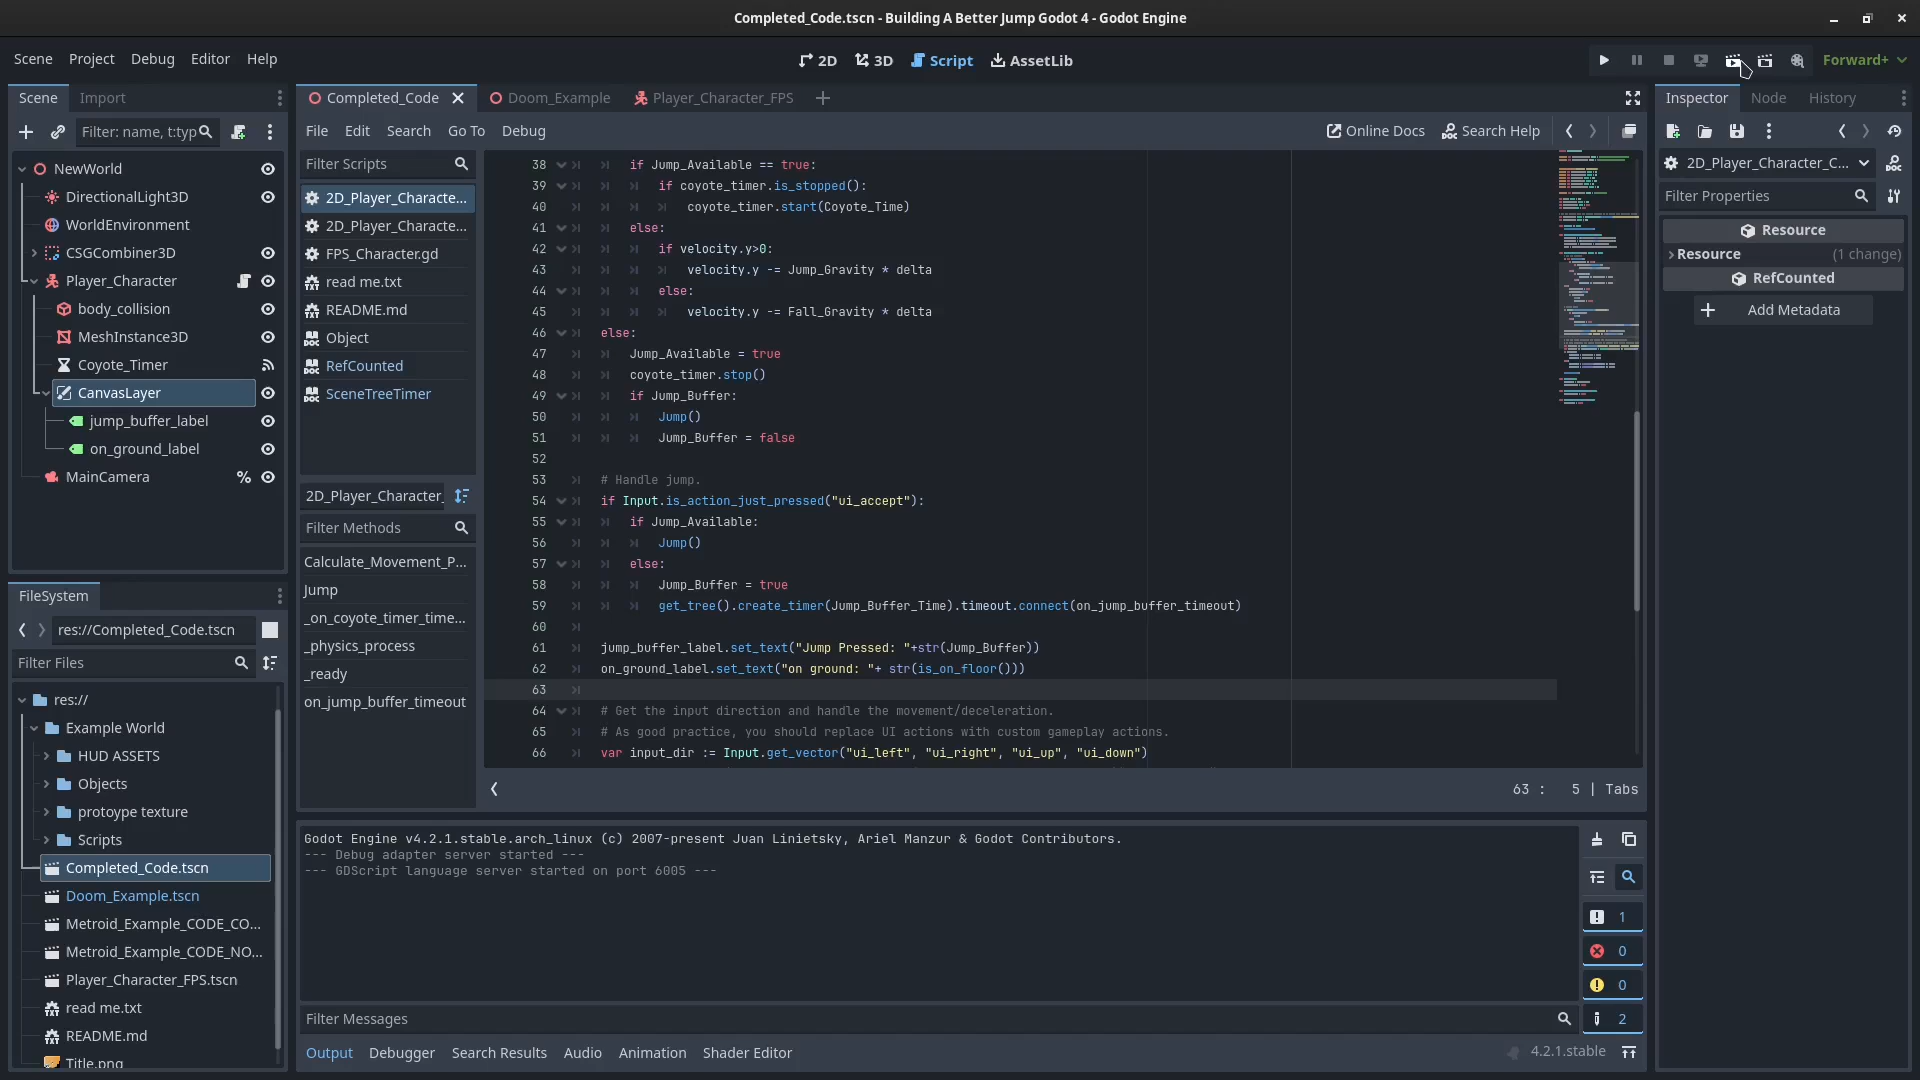 Completed_Code.tscn - Building A Better Jump Godot 4 - Godot Engine
Scene Project Debug Editor Help
2D 3D Script AssetLib
Forward+
Scene Import
Filter: name, t:typ
NewWorld
DirectionalLight3D
WorldEnvironment
CSGCombiner3D
Player_Character
body_collision
MeshInstance3D
Coyote_Timer
CanvasLayer
jump_buffer_label
on_ground_label
MainCamera
%
FileSystem
res://Completed_Code.tscn
Filter Files
res://
Example World
HUD ASSETS
Objects
protoype texture
Scripts
Completed_Code.tscn
Doom_Example.tscn
Metroid_Example_CODE_CO...
Metroid_Example_CODE_NO...
Player_Character_FPS.tscn
read me.txt
README.md
Title.png
Completed_Code Doom_Example Player_Character_FPS
File Edit Search Go To Debug
Online Docs Search Help
Filter Scripts
2D_Player_Characte...
2D_Player_Characte...
FPS_Character.gd
read me.txt
README.md
Object
RefCounted
SceneTreeTimer
2D_Player_Character_
Filter Methods
Calculate_Movement_P...
Jump
_on_coyote_timer_time...
_physics_process
_ready
on_jump_buffer_timeout
38 if Jump_Available == true:
39 if coyote_timer.is_stopped():
40 coyote_timer.start(Coyote_Time)
41 else:
42 if velocity.y>0:
43 velocity.y -= Jump_Gravity * delta
44 else:
45 velocity.y -= Fall_Gravity * delta
46 else:
47 Jump_Available = true
48 coyote_timer.stop()
49 if Jump_Buffer:
50 Jump()
51 Jump_Buffer = false
52
53 # Handle jump.
54 if Input.is_action_just_pressed("ui_accept"):
55 if Jump_Available:
56 Jump()
57 else:
58 Jump_Buffer = true
59 get_tree().create_timer(Jump_Buffer_Time).timeout.connect(on_jump_buffer_timeout)
60
61 jump_buffer_label.set_text("Jump Pressed: "+str(Jump_Buffer))
62 on_ground_label.set_text("on ground: "+ str(is_on_floor()))
63
64 # Get the input direction and handle the movement/deceleration.
65 # As good practice, you should replace UI actions with custom gameplay actions.
66 var input_dir := Input.get_vector("ui_left", "ui_right", "ui_up", "ui_down")
63 : 5 | Tabs
Godot Engine v4.2.1.stable.arch_linux (c) 2007-present Juan Linietsky, Ariel Manzur & Godot Contributors.
--- Debug adapter server started ---
--- GDScript language server started on port 6005 ---
1
0
0
2
Filter Messages
Output Debugger Search Results Audio Animation Shader Editor
4.2.1.stable
Inspector Node History
2D_Player_Character_C...
Filter Properties
Resource
Resource (1 change)
RefCounted
Add Metadata